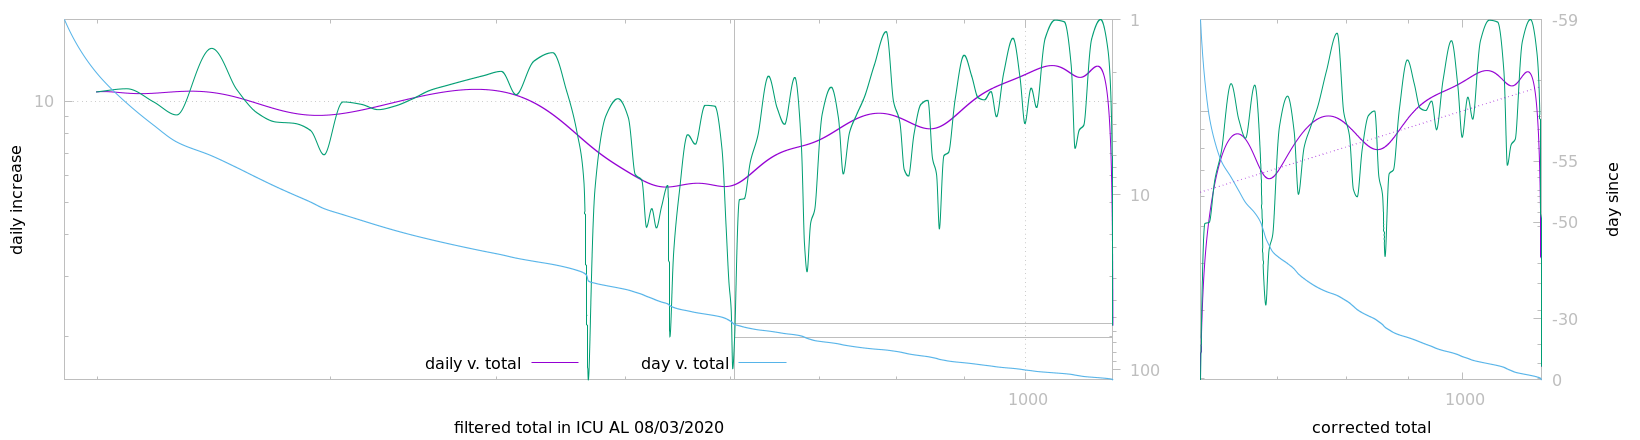 1
-59
10
-55
10
-50
daily increase
day since
-30
daily v. total
day v. total
100
0
1000
1000
filtered total in ICU AL 08/03/2020
corrected total